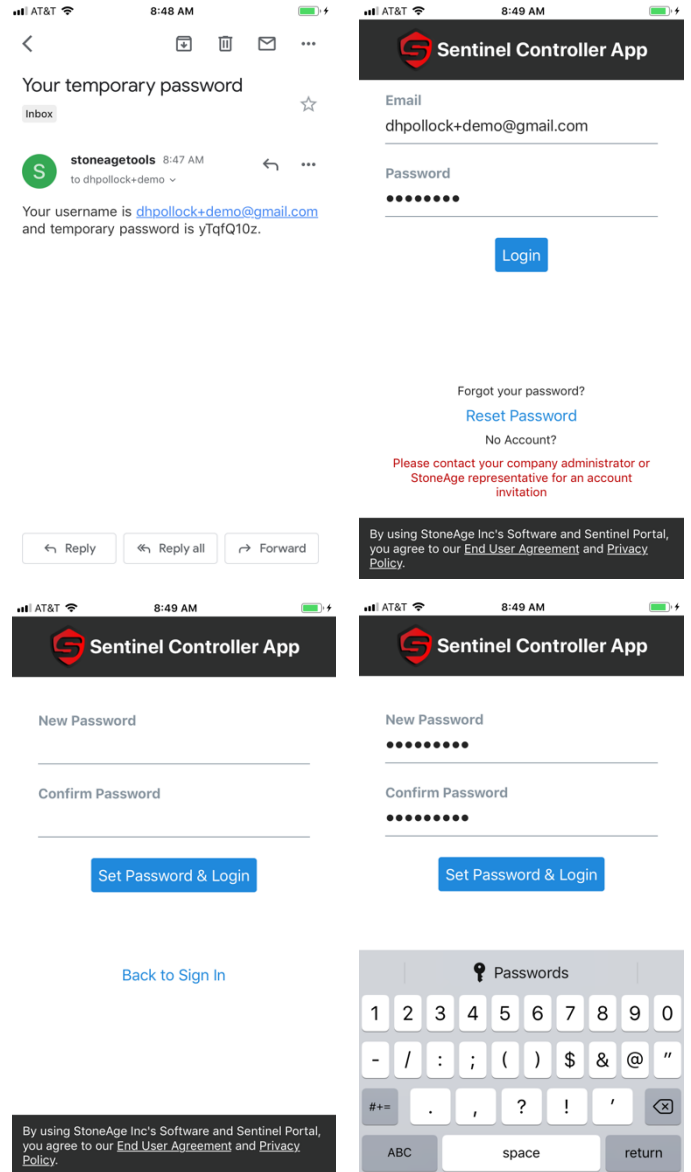 AT&T 8:48 AM
Your temporary password
Inbox
S
stoneagetools 8:47 AM
to dhpollock+demo
Your username is dhpollock+demo@gmail.com
and temporary password is yTqfQ10z.
Reply Reply all Forward
AT&T 8:49 AM
Sentinel Controller App
Email
dhpollock+demo@gmail.com
Password
••••••••
Login
Forgot your password?
Reset Password
No Account?
Please contact your company administrator or
StoneAge representative for an account
invitation
By using StoneAge Inc's Software and Sentinel Portal,
you agree to our End User Agreement and Privacy
Policy.
AT&T 8:49 AM
Sentinel Controller App
New Password
Confirm Password
Set Password & Login
Back to Sign In
By using StoneAge Inc's Software and Sentinel Portal,
you agree to our End User Agreement and Privacy
Policy.
AT&T 8:49 AM
Sentinel Controller App
New Password
•••••••••
Confirm Password
•••••••••
Set Password & Login
Passwords
1 2 3 4 5 6 7 8 9 0
- / : ; ( ) $ & @ "
#+= . , ? ! '
ABC space return